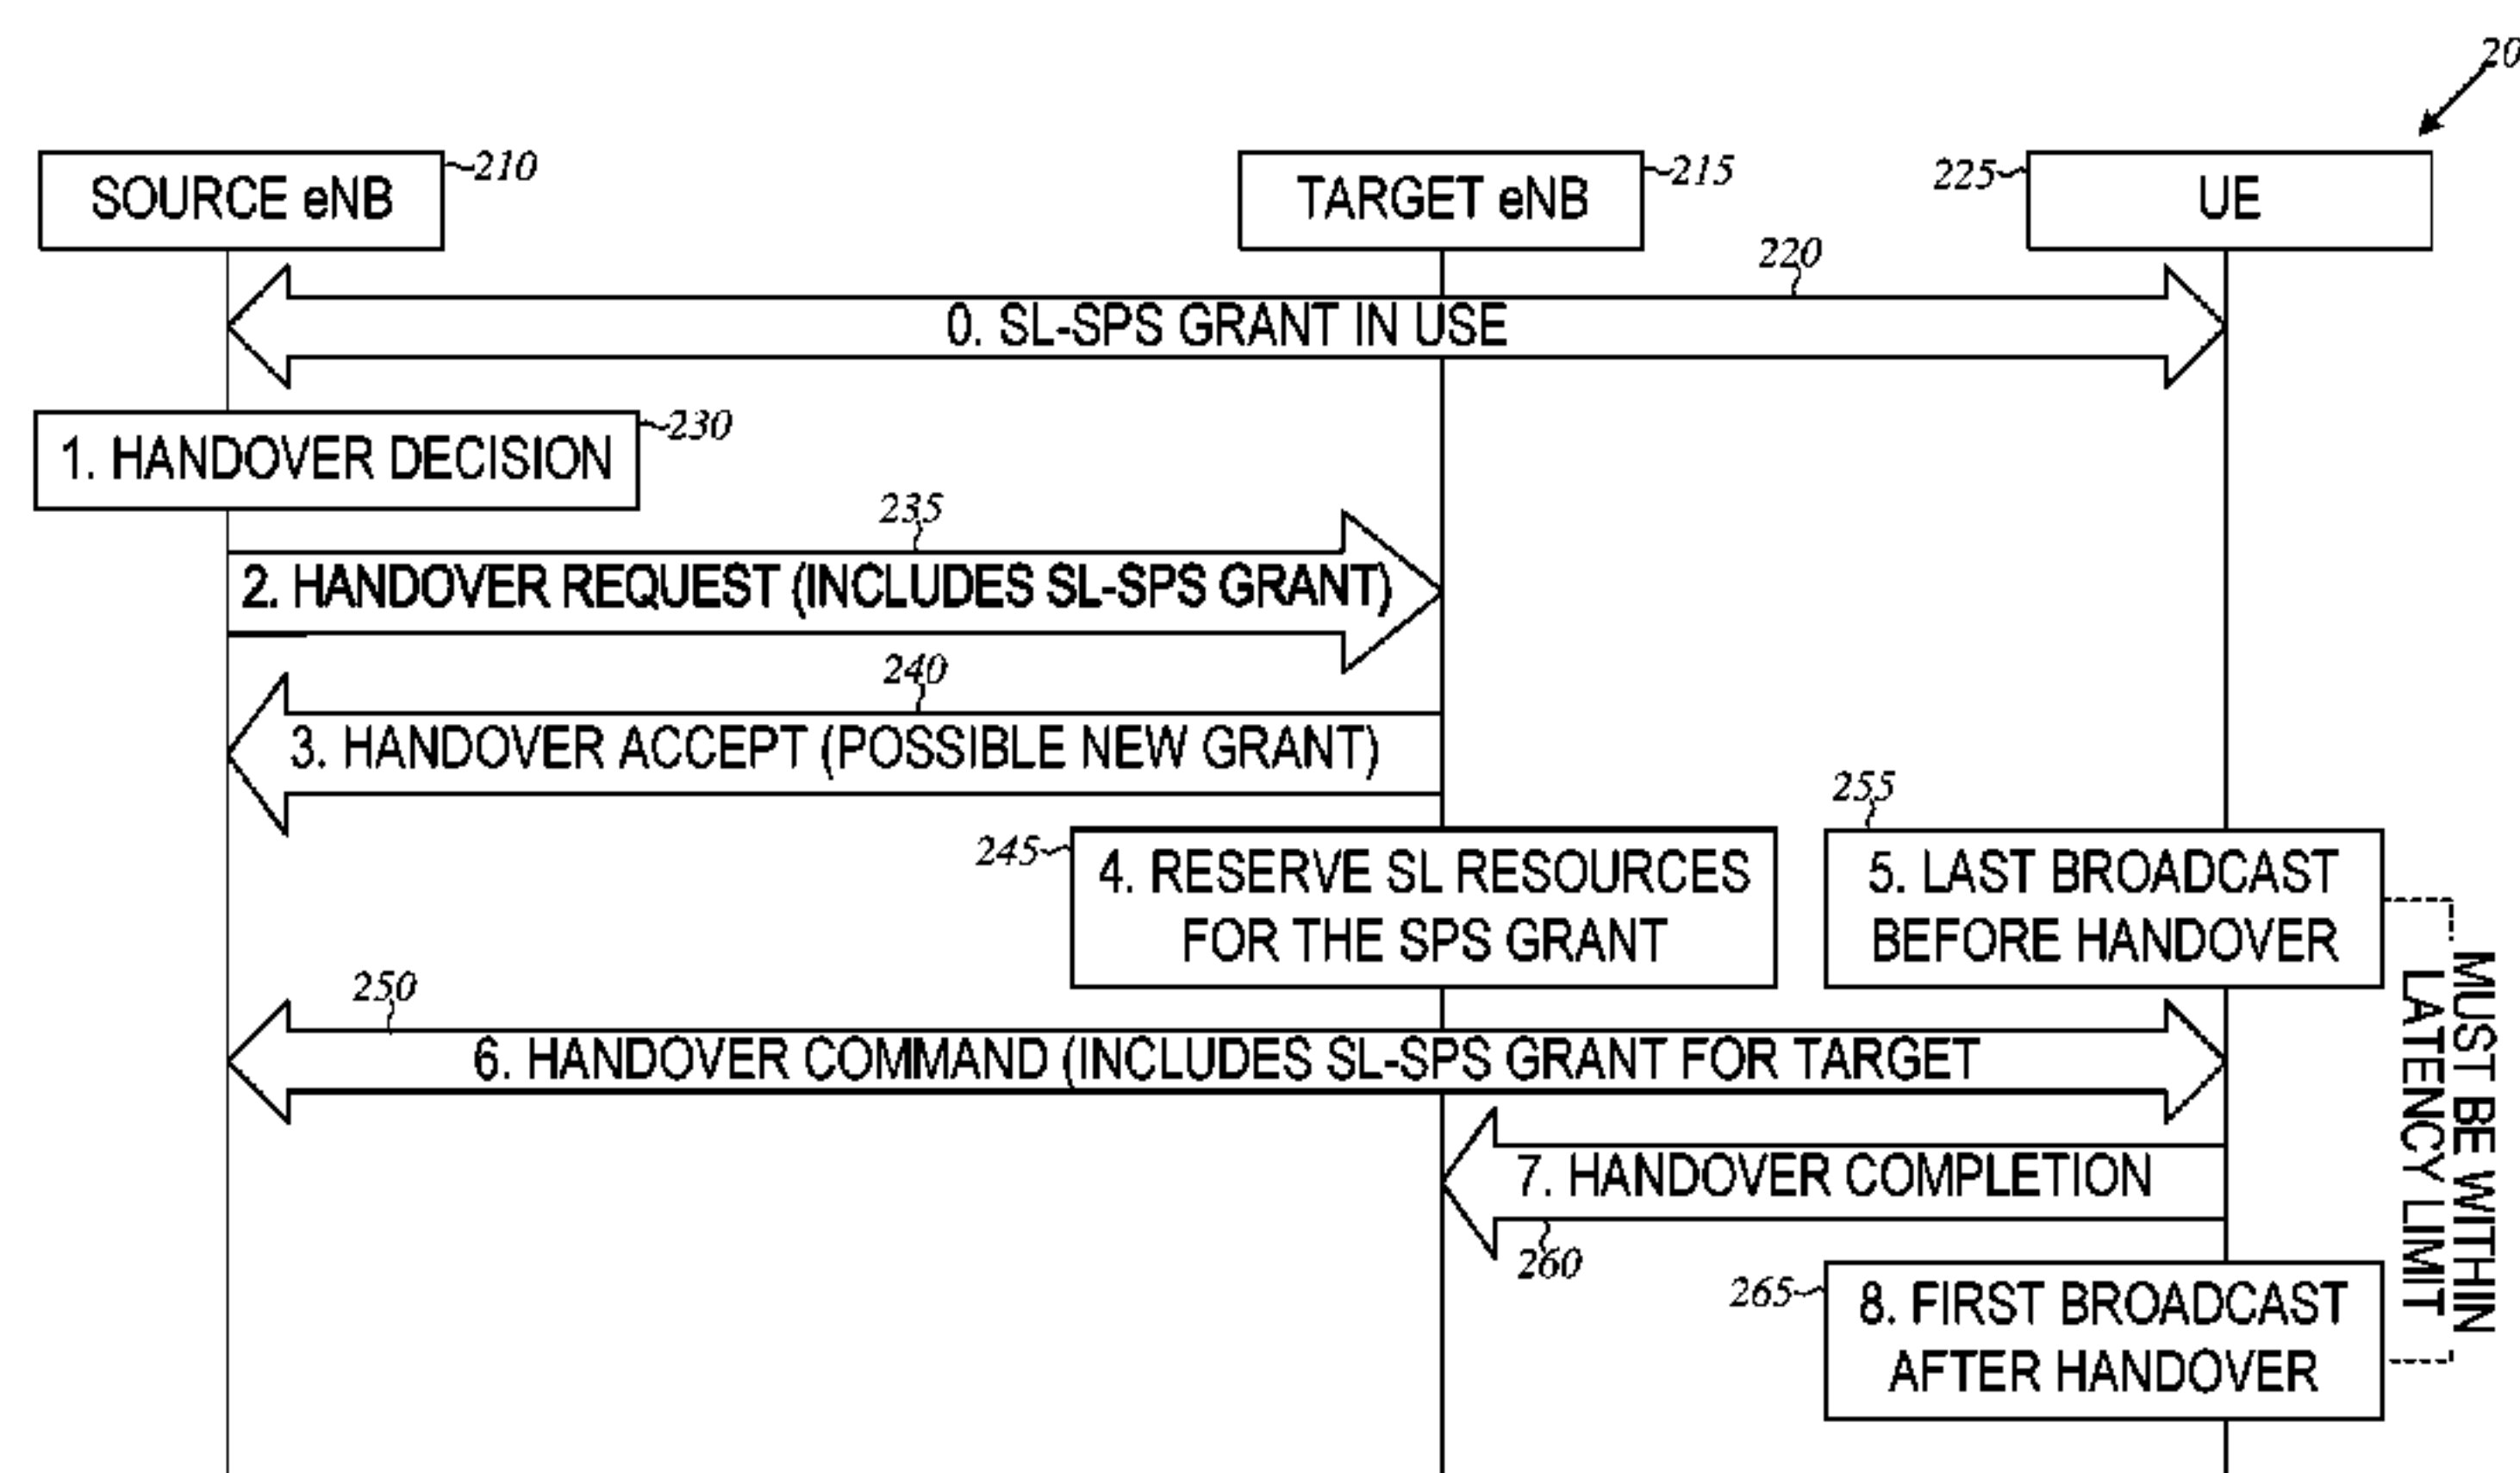 20
SOURCE eNB
210
TARGET eNB
215
225
UE
220
0. SL-SPS GRANT IN USE
1. HANDOVER DECISION
230
235
2. HANDOVER REQUEST (INCLUDES SL-SPS GRANT)
240
3. HANDOVER ACCEPT (POSSIBLE NEW GRANT)
245
4. RESERVE SL RESOURCES
FOR THE SPS GRANT
255
5. LAST BROADCAST
BEFORE HANDOVER
MUST BE WITHIN
LATENCY LIMIT
250
6. HANDOVER COMMAND (INCLUDES SL-SPS GRANT FOR TARGET
7. HANDOVER COMPLETION
260
265
8. FIRST BROADCAST
AFTER HANDOVER